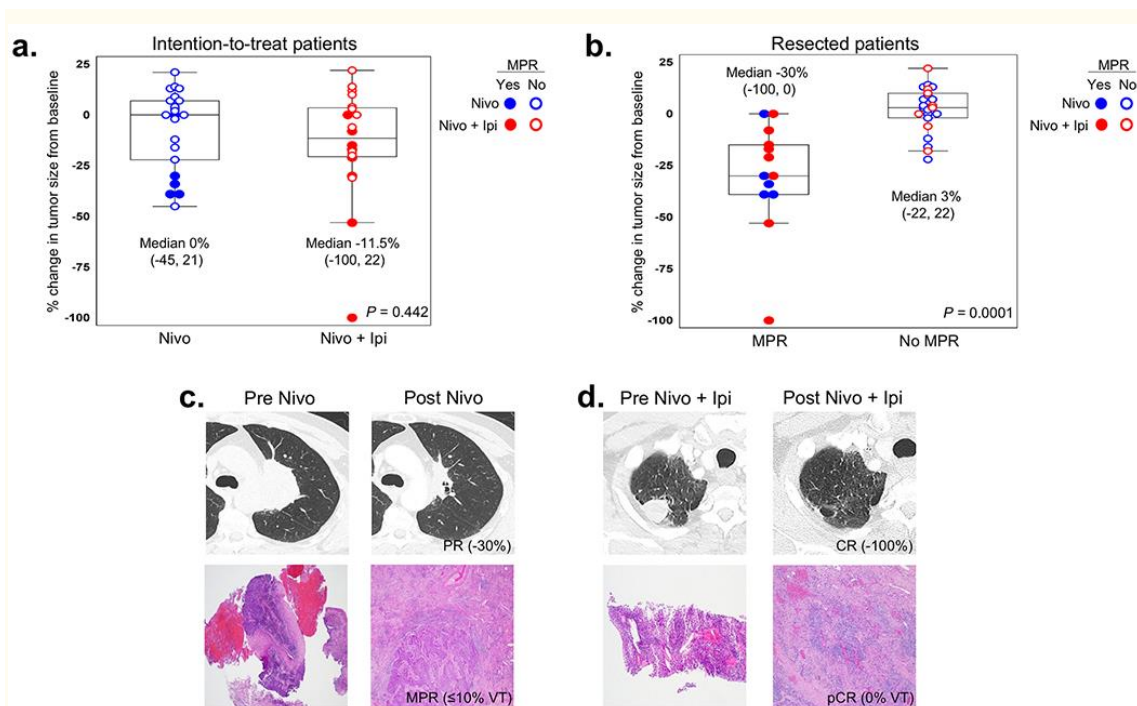 a.
Intention-to-treat patients
% change in tumor size from baseline
25
0
-25
-50
-75
-100
Median 0%
(-45, 21)
Median -11.5%
(-100, 22)
P = 0.442
Nivo
Nivo + Ipi
MPR
Yes No
Nivo
Nivo + Ipi
b.
Resected patients
% change in tumor size from baseline
25
0
-25
-50
-75
-100
Median -30%
(-100, 0)
Median 3%
(-22, 22)
P = 0.0001
MPR
No MPR
MPR
Yes No
Nivo
Nivo + Ipi
c.
Pre Nivo
Post Nivo
PR (-30%)
MPR (≤10% VT)
d.
Pre Nivo + Ipi
Post Nivo + Ipi
CR (-100%)
pCR (0% VT)